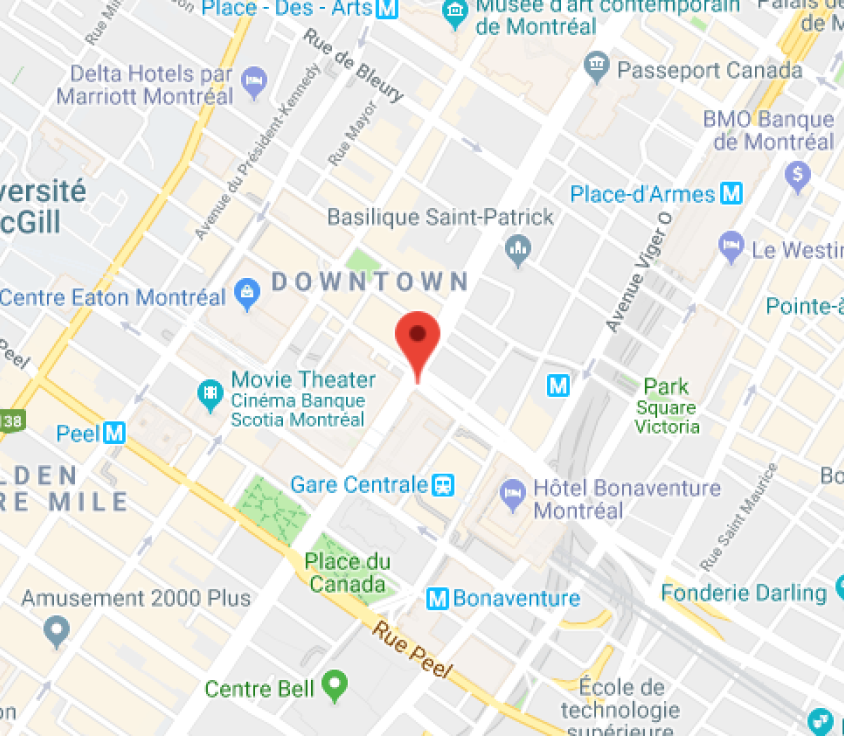 Place - Des - Arts
M
Musée d'art contemporain
de Montréal
Palais de
de M
Rue de Bleury
Passeport Canada
Delta Hotels par
Marriott Montréal
Rue Mayor
Avenue du Président-Kennedy
BMO Banque
de Montréal
$
versité
cGill
Place-d'Armes
M
Basilique Saint-Patrick
Avenue Viger O
Le Westin
DOWNTOWN
Centre Eaton Montréal
Pointe-à
Peel
Movie Theater
Cinéma Banque
Scotia Montréal
M
Park
Square
Victoria
138
Peel
M
LDEN
RE MILE
Gare Centrale
Hôtel Bonaventure
Montréal
Bo
Rue Saint Maurice
Place du
Canada
Amusement 2000 Plus
M
Bonaventure
Fonderie Darling
Rue Peel
Centre Bell
École de
technologie
supérieure
on